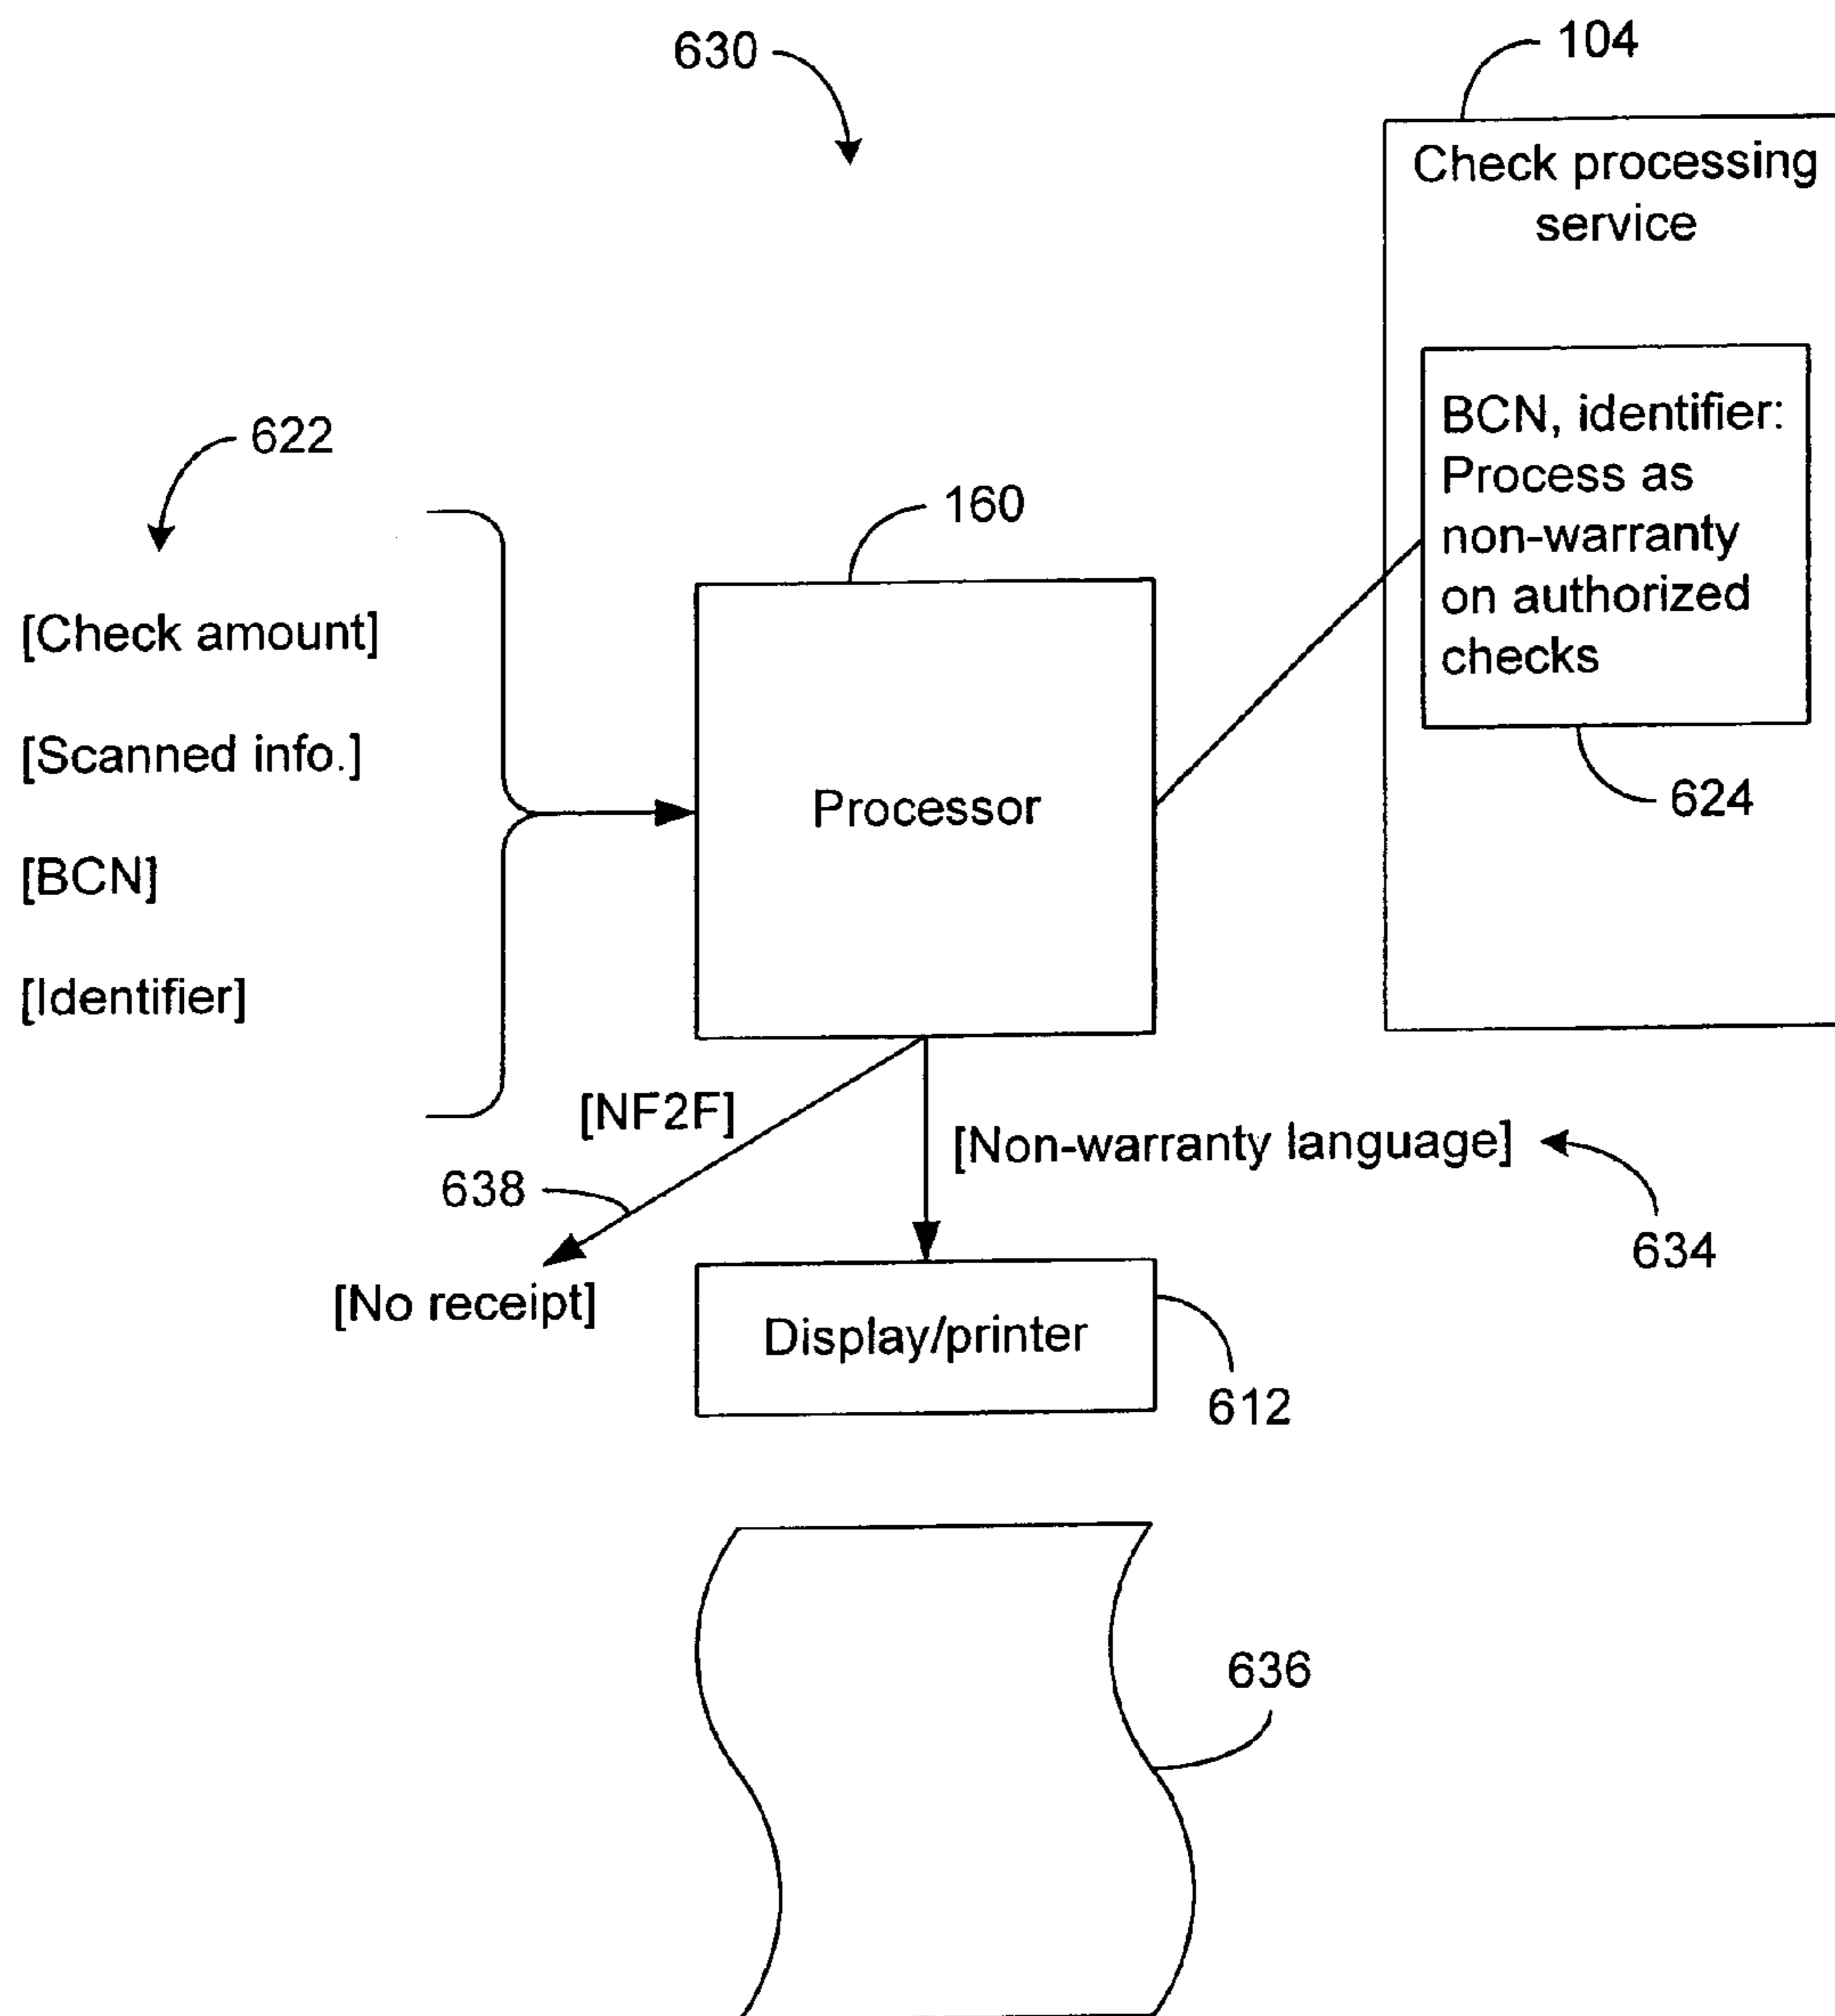 630
104
Check processing
service
622
BCN, identifier:
Process as
non-warranty
on authorized
checks
160
[Check amount]
[Scanned info.]
Processor
624
[BCN]
[Identifier]
[NF2F]
[Non-warranty language]
638
634
[No receipt]
Display/printer
612
636